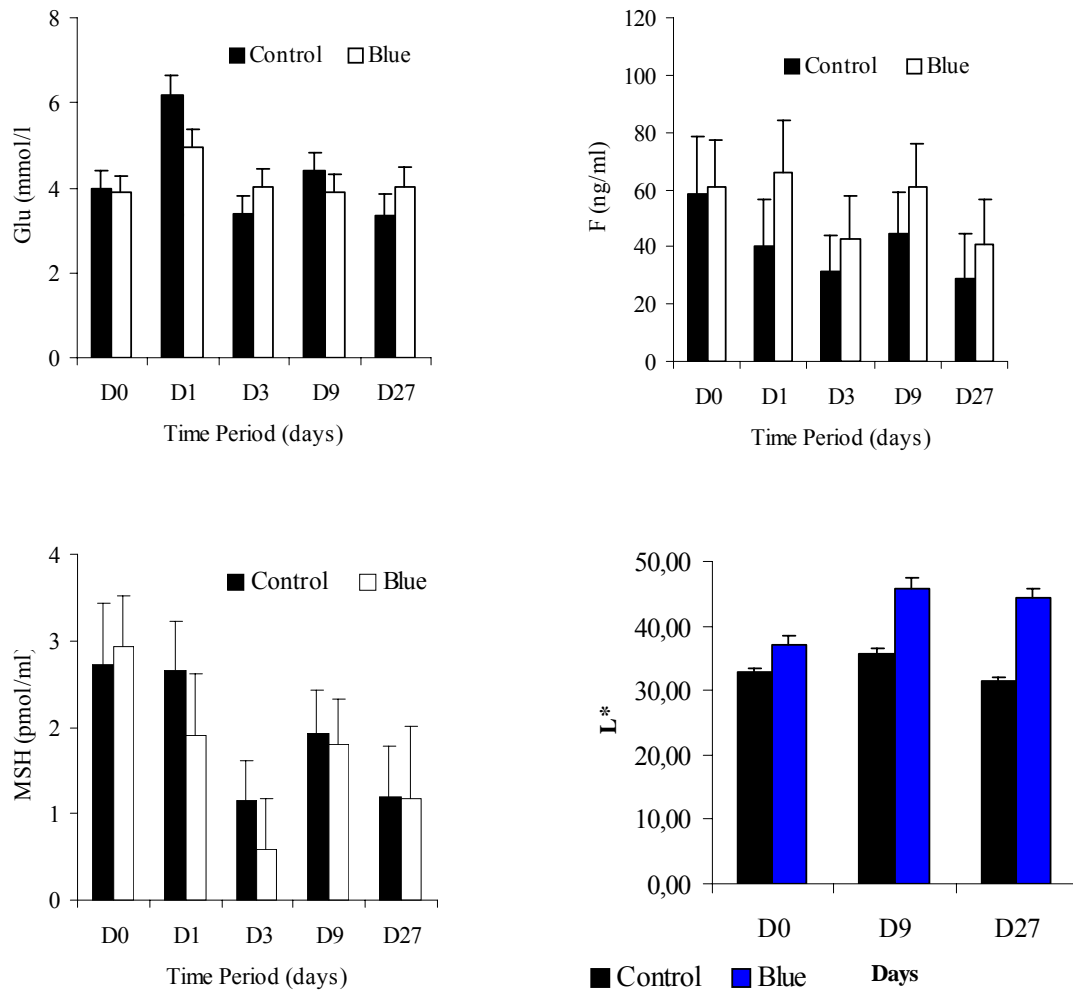 8
6
4
2
0
Glu (mmol/l
Control Blue
D0 D1 D3 D9 D27
Time Period (days)
120
100
80
60
40
20
0
F (ng/ml)
Control Blue
D0 D1 D3 D9 D27
Time Period (days)
4
3
2
1
0
MSH (pmol/ml)
Control Blue
D0 D1 D3 D9 D27
Time Period (days)
50,00
40,00
30,00
20,00
10,00
0,00
L*
D0 D9 D27
Control Blue Days